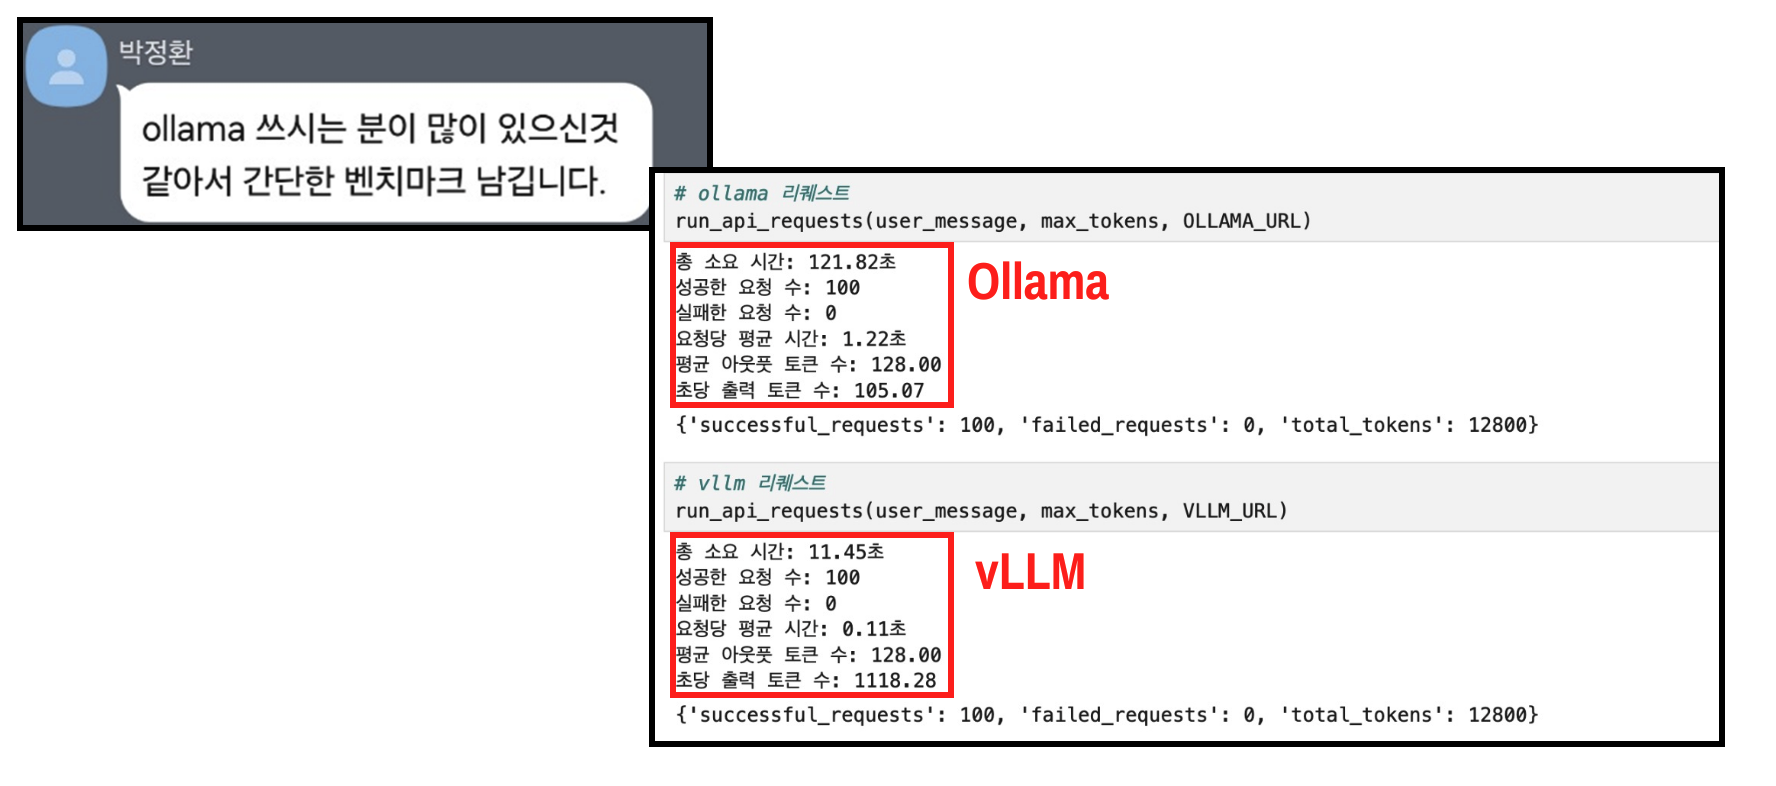 박정환
ollama 쓰시는 분이 많이 있으신것
같아서 간단한 벤치마크 남깁니다.
# ollama 리퀘스트
run_api_requests(user_message, max_tokens, OLLAMA_URL)
총 소요 시간: 121.82초
성공한 요청 수: 100
실패한 요청 수: 0
요청당 평균 시간: 1.22초
평균 아웃풋 토큰 수: 128.00
초당 출력 토큰 수: 105.07
Ollama
{'successful_requests': 100, 'failed_requests': 0, 'total_tokens': 12800}
# vllm 리퀘스트
run_api_requests(user_message, max_tokens, VLLM_URL)
총 소요 시간: 11.45초
성공한 요청 수: 100
실패한 요청 수: 0
요청당 평균 시간: 0.11초
평균 아웃풋 토큰 수: 128.00
초당 출력 토큰 수: 1118.28
vLLM
{'successful_requests': 100, 'failed_requests': 0, 'total_tokens': 12800}